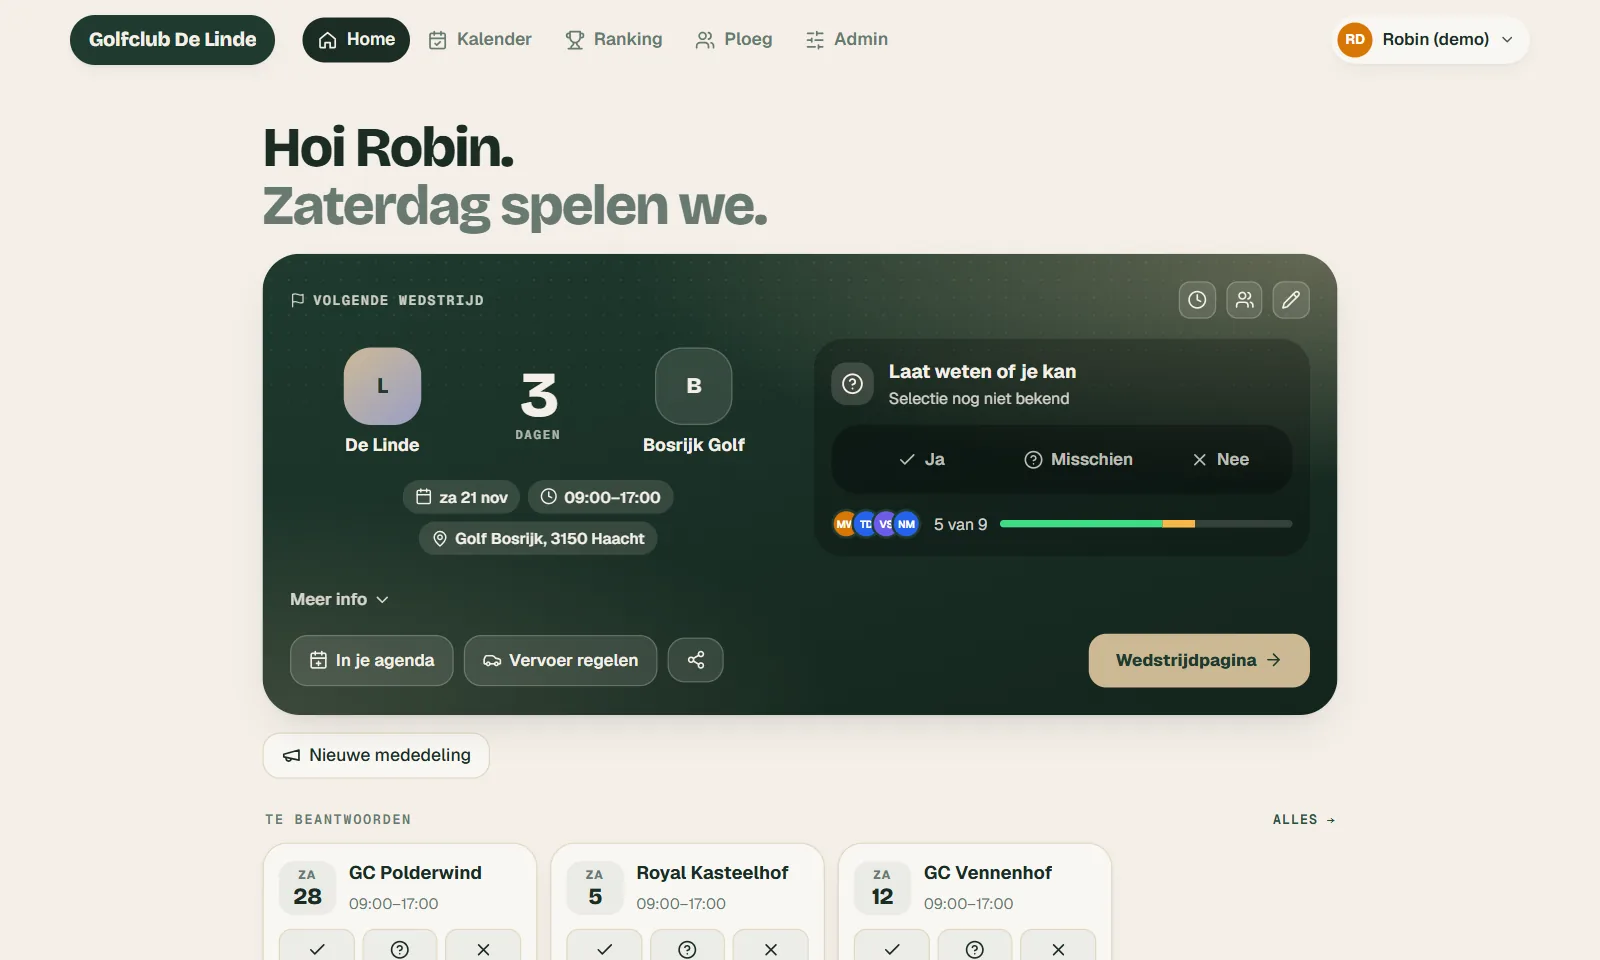 Golfclub De Linde
Home
Kalender
Ranking
Ploeg
Admin
RD
Robin (demo)
Hoi Robin.
Zaterdag spelen we.
VOLGENDE WEDSTRIJD
L
De Linde
3
DAGEN
B
Bosrijk Golf
za 21 nov
09:00–17:00
Golf Bosrijk, 3150 Haacht
Laat weten of je kan
Selectie nog niet bekend
Ja
Misschien
Nee
NM
5 van 9
Meer info
In je agenda
Vervoer regelen
Wedstrijdpagina →
Nieuwe mededeling
TE BEANTWOORDEN
ALLES →
ZA
28
GC Polderwind
09:00–17:00
ZA
5
Royal Kasteelhof
09:00–17:00
ZA
12
GC Vennenhof
09:00–17:00